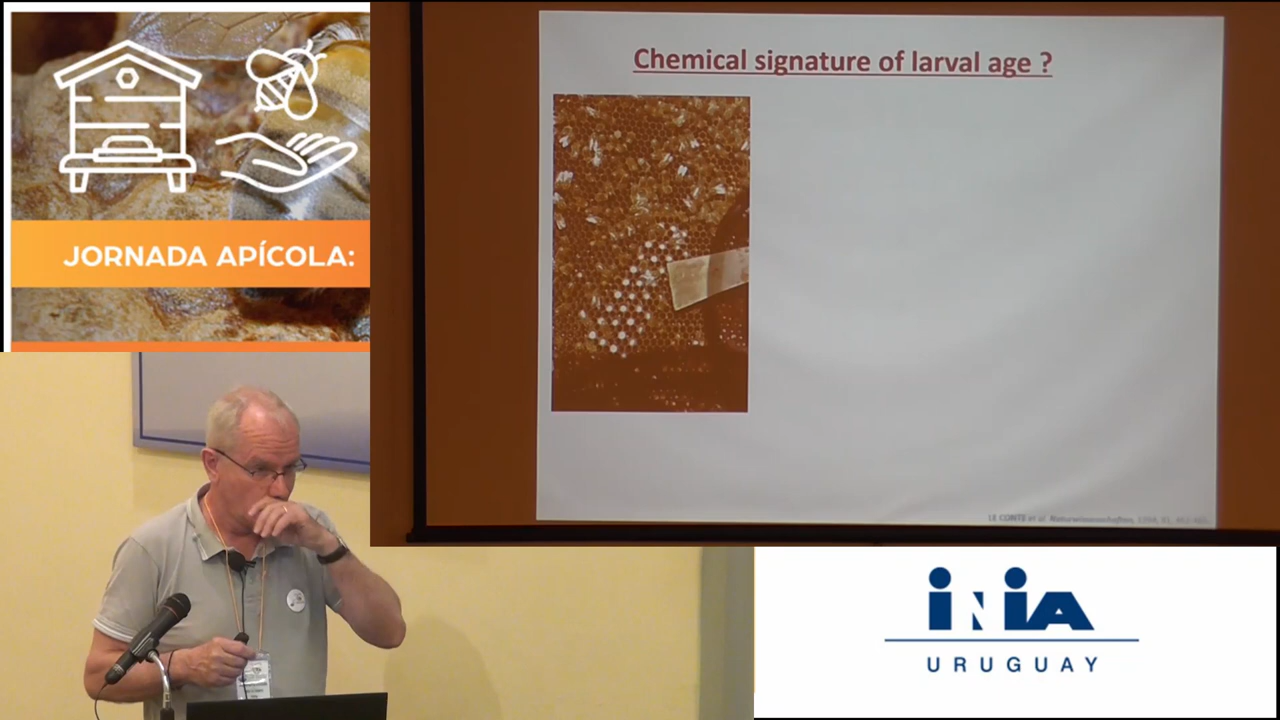 JORNADA APÍCOLA:
Chemical signature of larval age ?
LE CONTE et al Naturwissenschaften,
INIA
URUGUAY